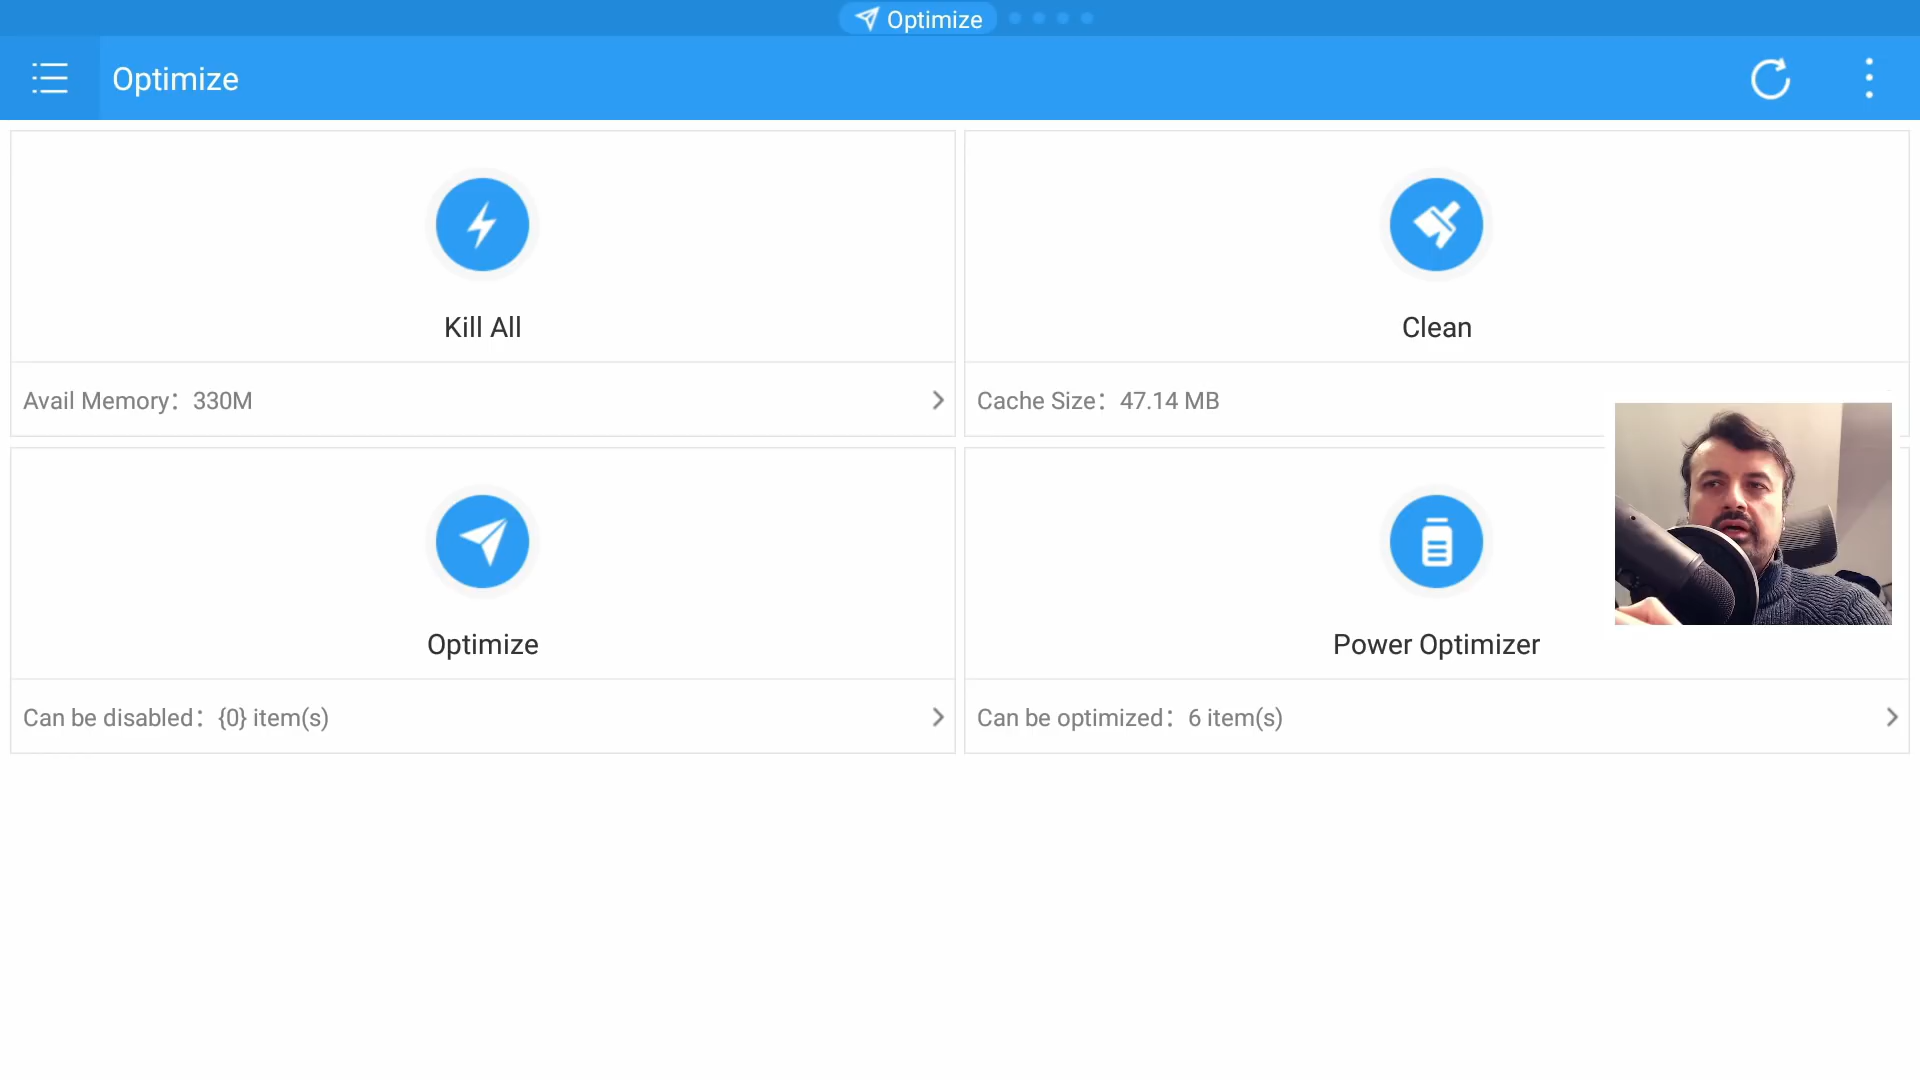 Optimize
Optimize
Kill All
Clean
Avail Memory： 330M
Cache Size： 47.14 MB
Optimize
Power Optimizer
Can be disabled： {0} item(s)
Can be optimized： 6 item(s)